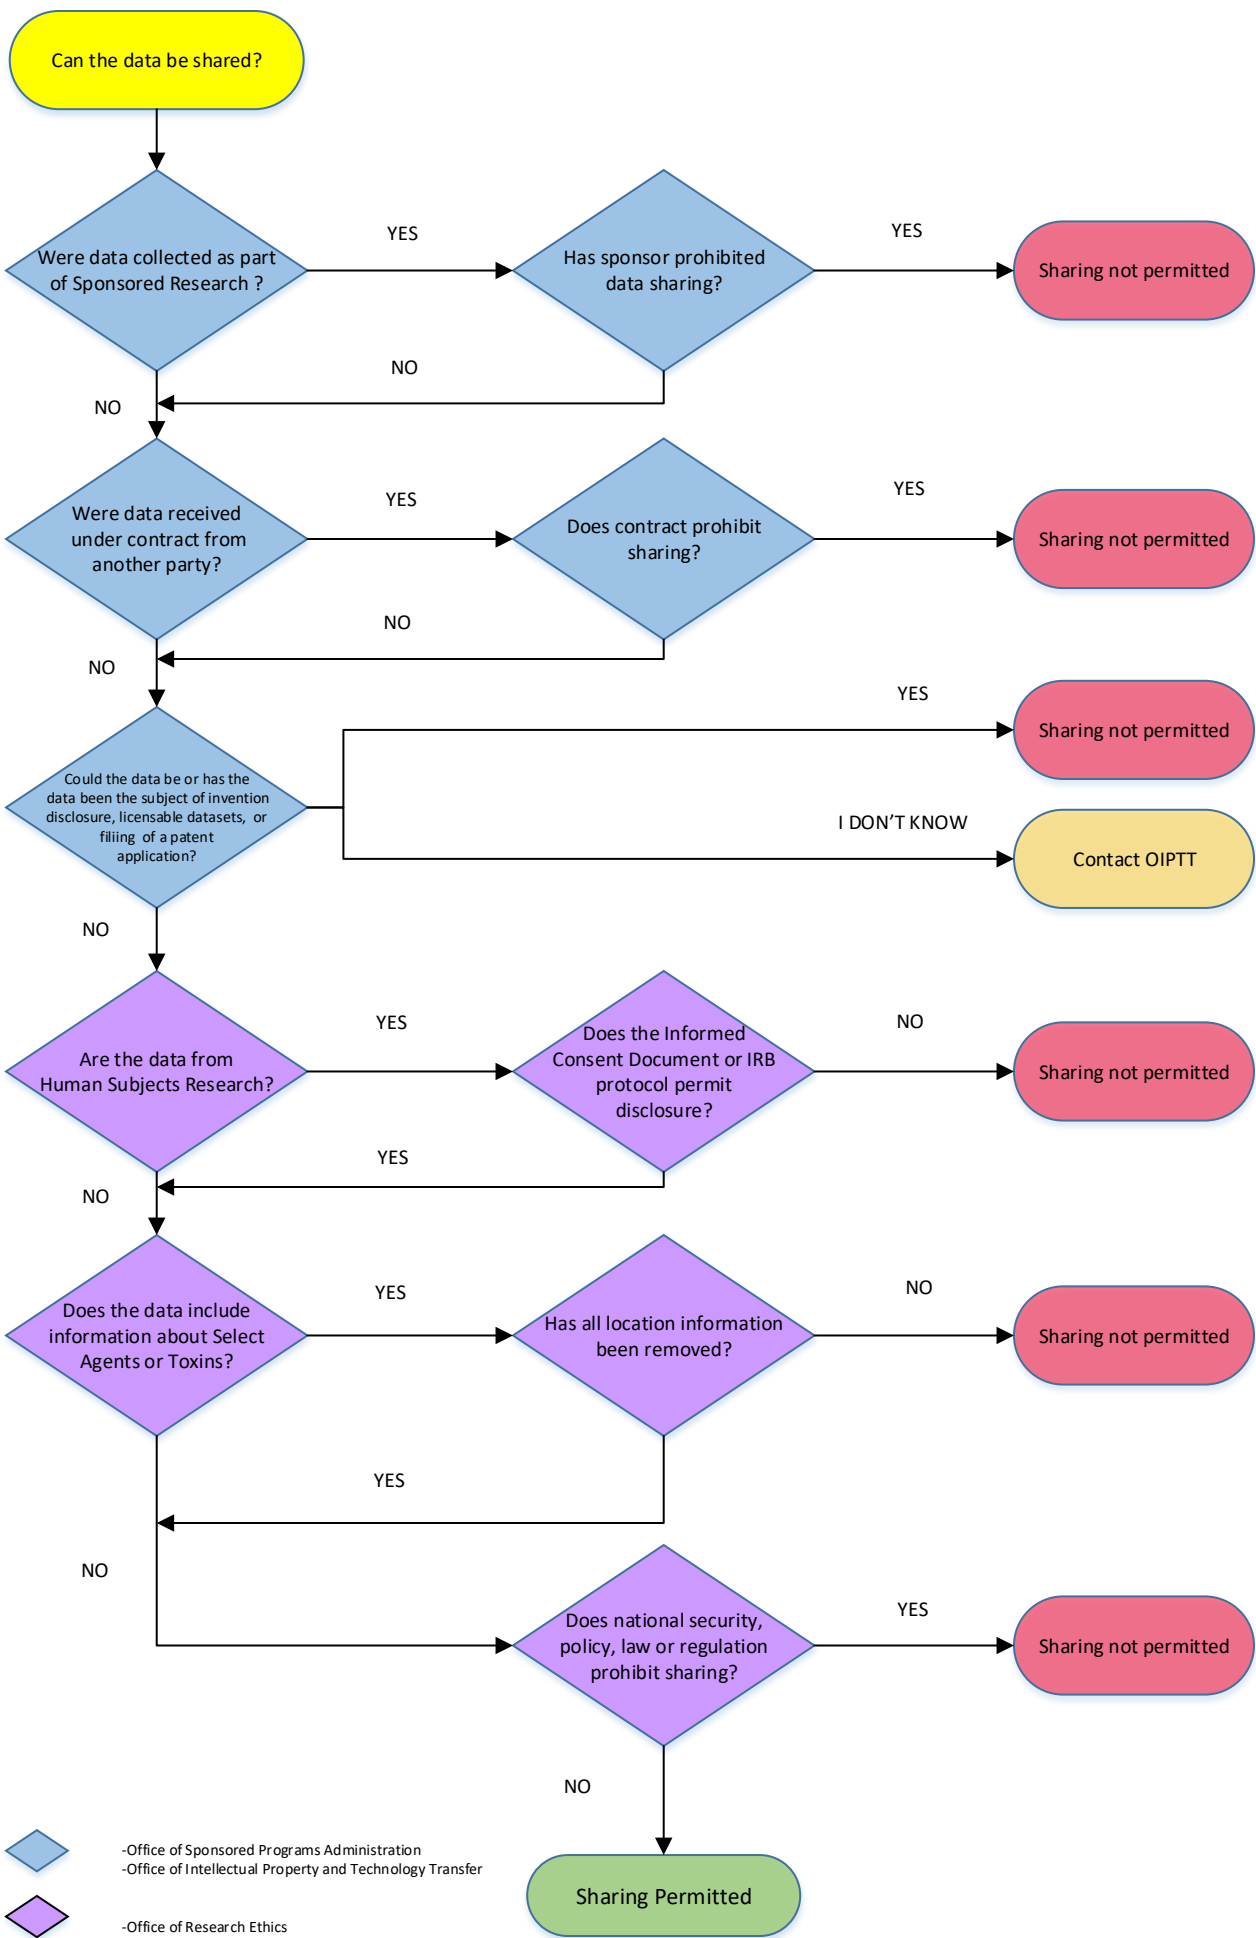 Can the data be shared?
YES
YES
Were data collected as part
of Sponsored Research ?
Has sponsor prohibited
data sharing?
Sharing not permitted
NO
NO
YES
YES
Were data received
under contract from
another party?
Does contract prohibit
sharing?
Sharing not permitted
NO
NO
YES
Sharing not permitted
Could the data be or has the
data been the subject of invention
disclosure, licensable datasets, or
filiing of a patent
application?
I DON'T KNOW
Contact OIPTT
NO
YES
NO
Are the data from
Human Subjects Research?
Does the Informed
Consent Document or IRB
protocol permit
disclosure?
Sharing not permitted
YES
NO
YES
NO
Does the data include
information about Select
Agents or Toxins?
Has all location information
been removed?
Sharing not permitted
YES
NO
YES
Does national security,
policy, law or regulation
prohibit sharing?
Sharing not permitted
NO
Sharing Permitted
-Office of Sponsored Programs Administration
-Office of Intellectual Property and Technology Transfer
-Office of Research Ethics